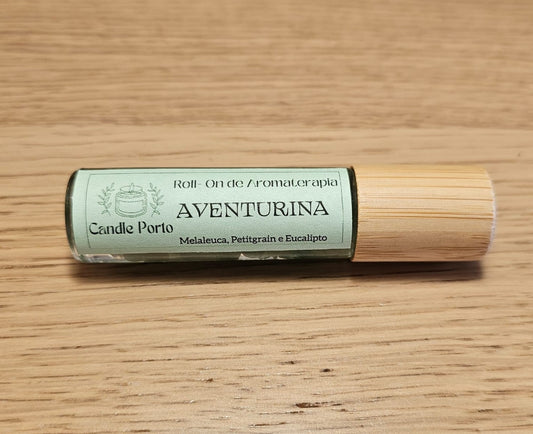 Roll-On de Aromaterapia
AVENTURINA
Candle Porto
Melaleuca, Petitgrain e Eucalipto